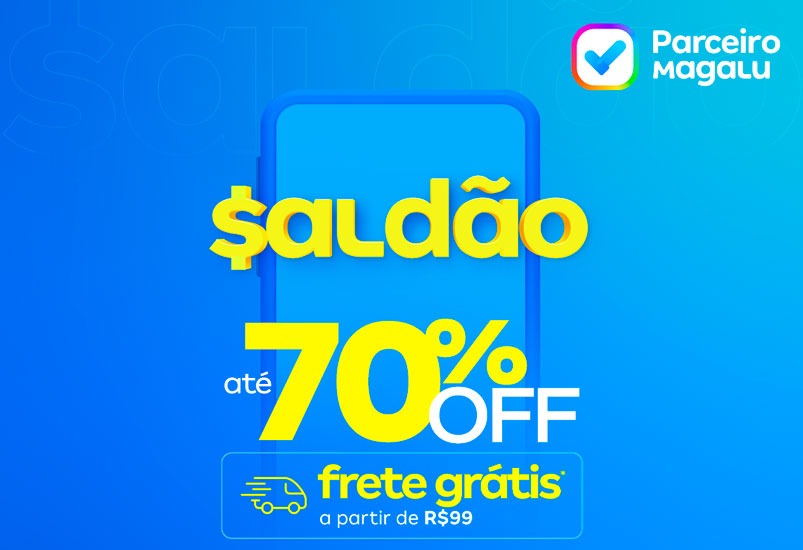 Parceiro
Magalu
$aldão
até 70% OFF
frete grátis*
a partir de R$99